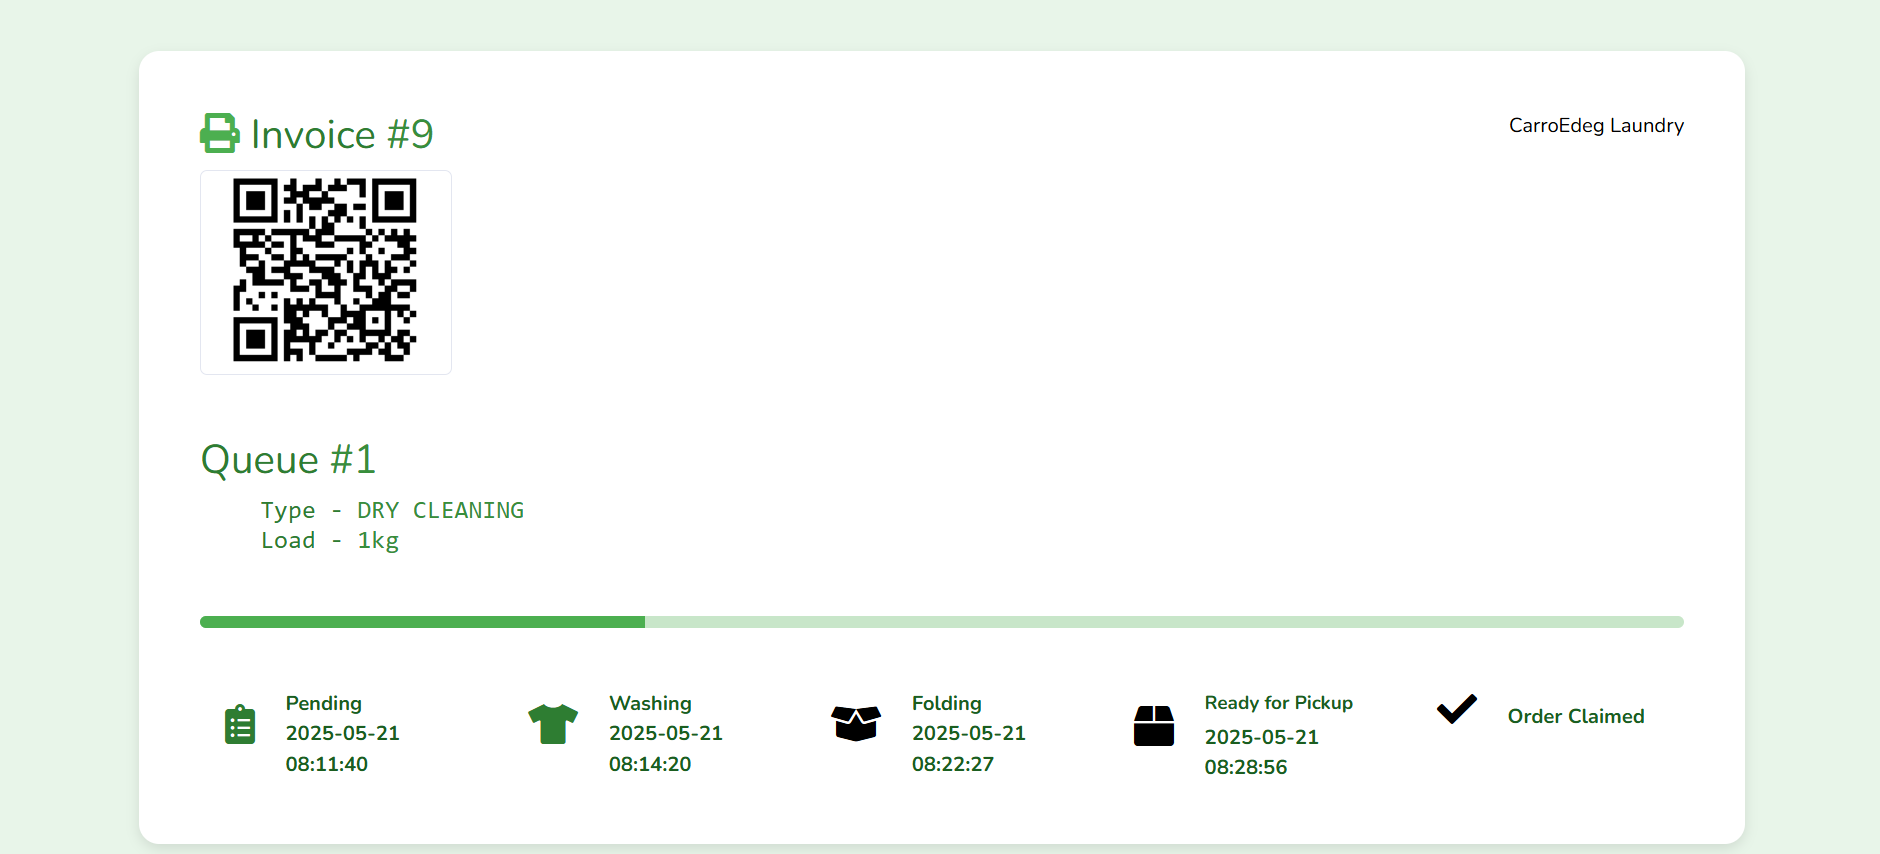 Invoice #9
CarroEdeg Laundry
Queue #1
Type - DRY CLEANING
Load - 1kg
Pending
2025-05-21
08:11:40
Washing
2025-05-21
08:14:20
Folding
2025-05-21
08:22:27
Ready for Pickup
2025-05-21
08:28:56
Order Claimed